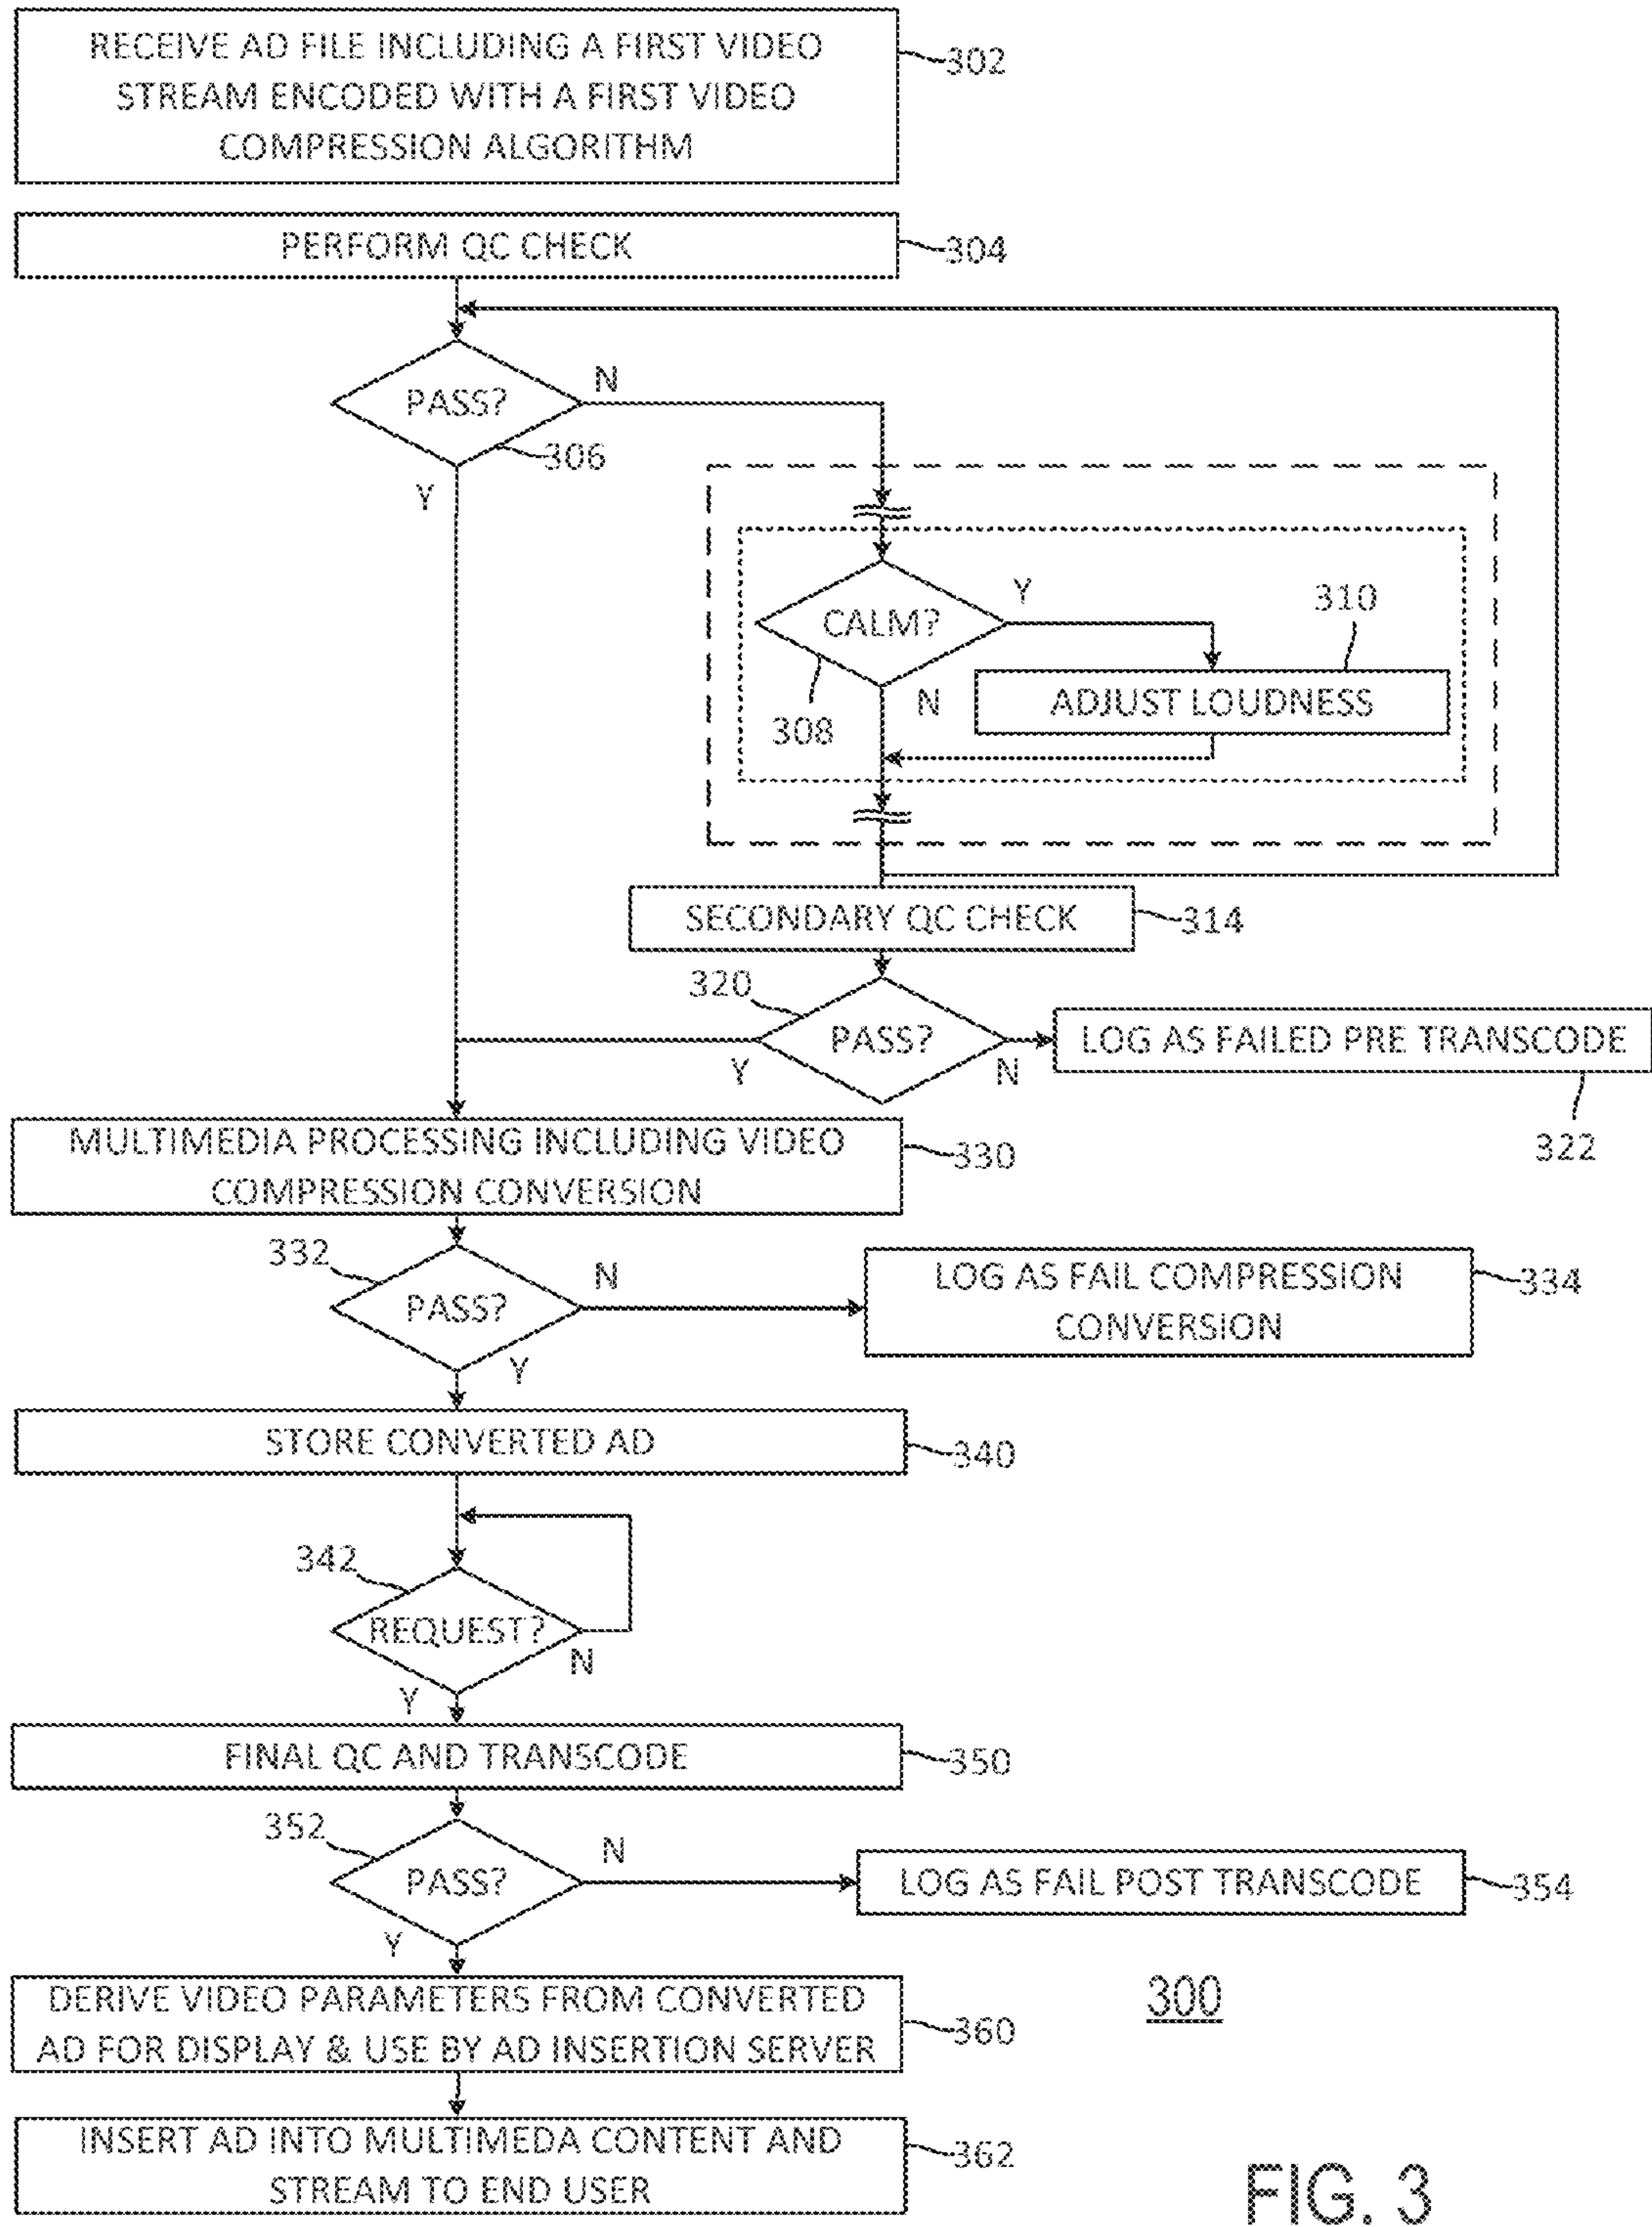 RECEIVE AD FILE INCLUDING A FIRST VIDEO
STREAM ENCODED WITH A FIRST VIDEO
COMPRESSION ALGORITHM
302
PERFORM QC CHECK
304
PASS?
N
306
Y
CALM?
Y
310
ADJUST LOUDNESS
N
308
SECONDARY QC CHECK
314
320
PASS?
Y
N
LOG AS FAILED PRE TRANSCODE
322
MULTIMEDIA PROCESSING INCLUDING VIDEO
COMPRESSION CONVERSION
330
332
PASS?
N
Y
LOG AS FAIL COMPRESSION
CONVERSION
334
STORE CONVERTED AD
340
342
REQUEST?
N
Y
FINAL QC AND TRANSCODE
350
352
PASS?
N
Y
LOG AS FAIL POST TRANSCODE
354
DERIVE VIDEO PARAMETERS FROM CONVERTED
AD FOR DISPLAY & USE BY AD INSERTION SERVER
360
300
INSERT AD INTO MULTIMEDA CONTENT AND
STREAM TO END USER
362
FIG. 3